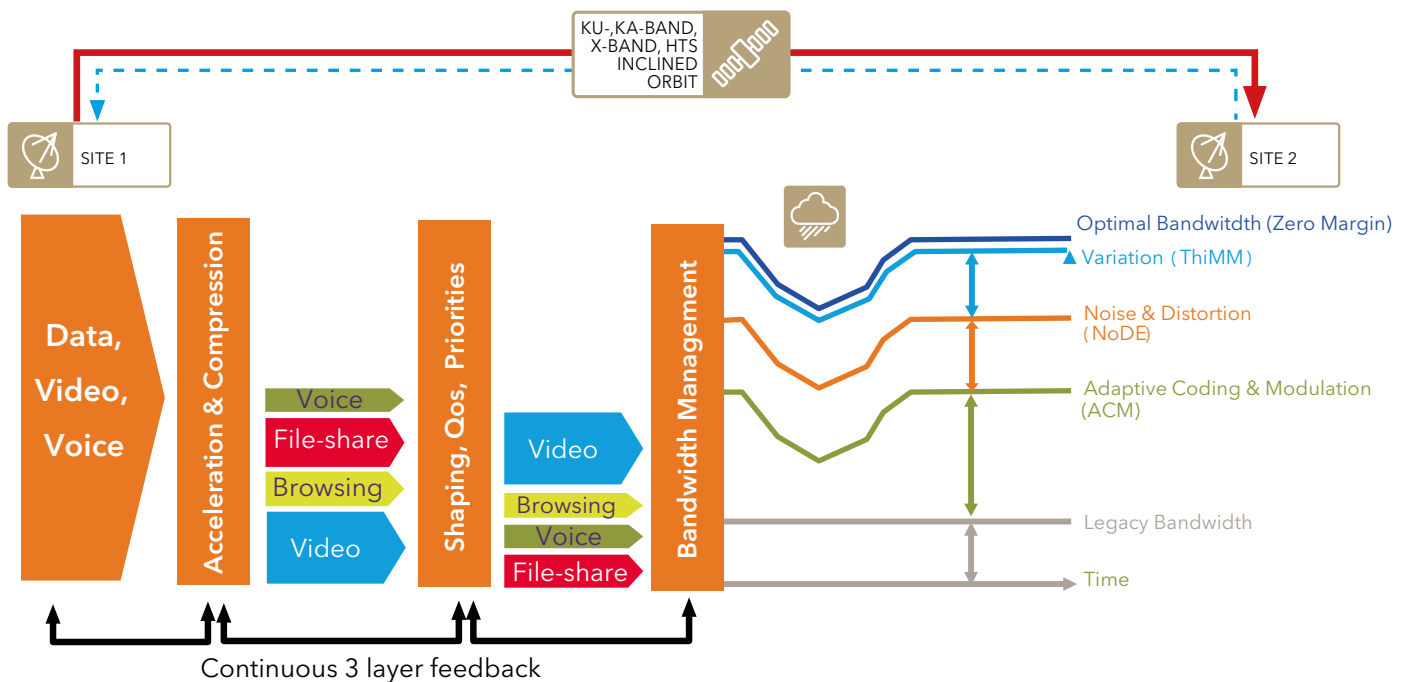 KU-,KA-BAND,
X-BAND, HTS
INCLINED
ORBIT
SITE 1
SITE 2
Data,
Video,
Voice
Acceleration & Compression
Voice
File-share
Browsing
Video
Shaping, Qos, Priorities
Video
Browsing
Voice
File-share
Bandwidth Management
Optimal Bandwitdth (Zero Margin)
Variation (ThiMM)
Noise & Distortion
(NoDE)
Adaptive Coding & Modulation
(ACM)
Legacy Bandwidth
Time
Continuous 3 layer feedback